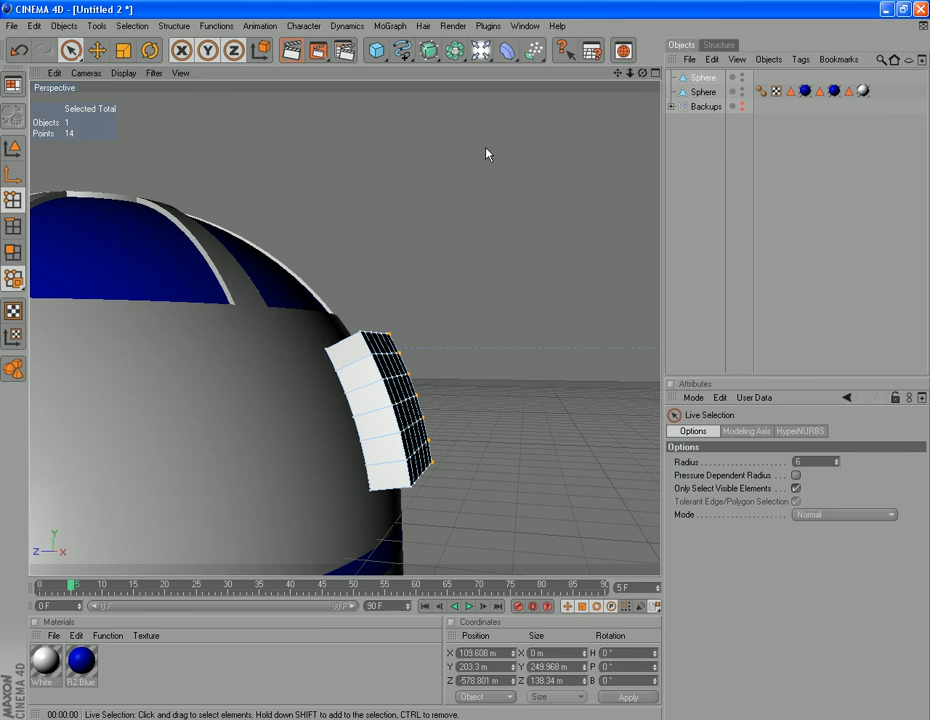 CINEMA 4D - [Untitled 2 *]
File Edit Objects Tools Selection Structure Functions Animation Character Dynamics MoGraph Hair Render Plugins Window Help
Objects Structure
File Edit View Objects Tags Bookmarks
Edit Cameras Display Filter View
Perspective
Selected Total
Objects 1
Points 14
Sphere
Sphere
Backups
Attributes
Mode Edit User Data
Live Selection
Options Modeling Axis HyperNURBS
Options
Radius 6
Pressure Dependent Radius
Only Select Visible Elements
Tolerant Edge/Polygon Selection
Mode Normal
Y
Z X
0 5 10 15 20 25 30 35 40 45 50 55 60 65 70 75 80 85 90 5 F
0 F 0 F 90 F 90 F
Materials
File Edit Function Texture
White R2 Blue
Coordinates
Position Size Rotation
X 109.608 m X 0 m H 0 °
Y 203.3 m Y 249.968 m P 0 °
Z -578.801 m Z 138.34 m B 0 °
Object Size Apply
MAXON CINEMA 4D
00:00:00 Live Selection: Click and drag to select elements. Hold down SHIFT to add to the selection, CTRL to remove.